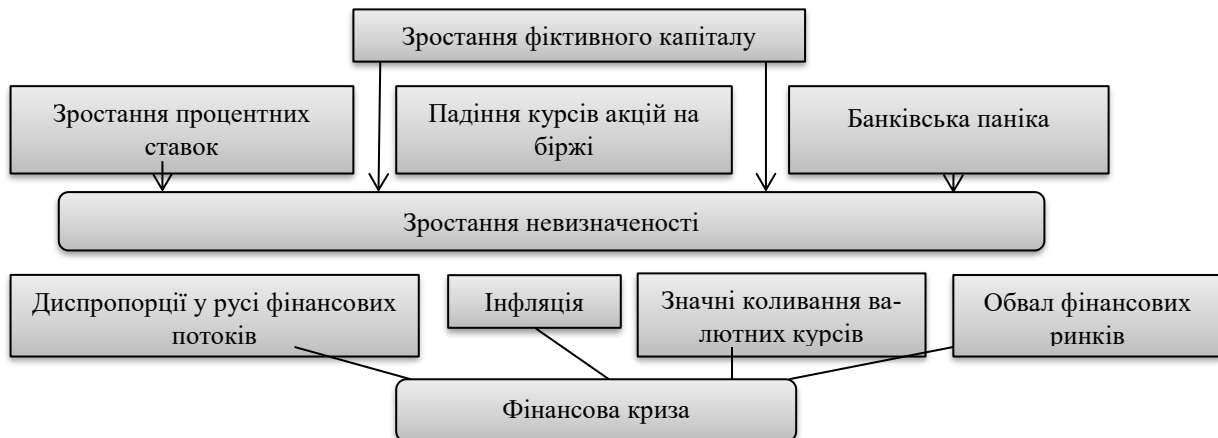 Зростання фіктивного капіталу
Зростання процентних
ставок
Падіння курсів акцій на
біржі
Банківська паніка
Зростання невизначеності
Диспропорції у русі фінансових
потоків
Інфляція
Значні коливання ва-
лютних курсів
Обвал фінансових
ринків
Фінансова криза